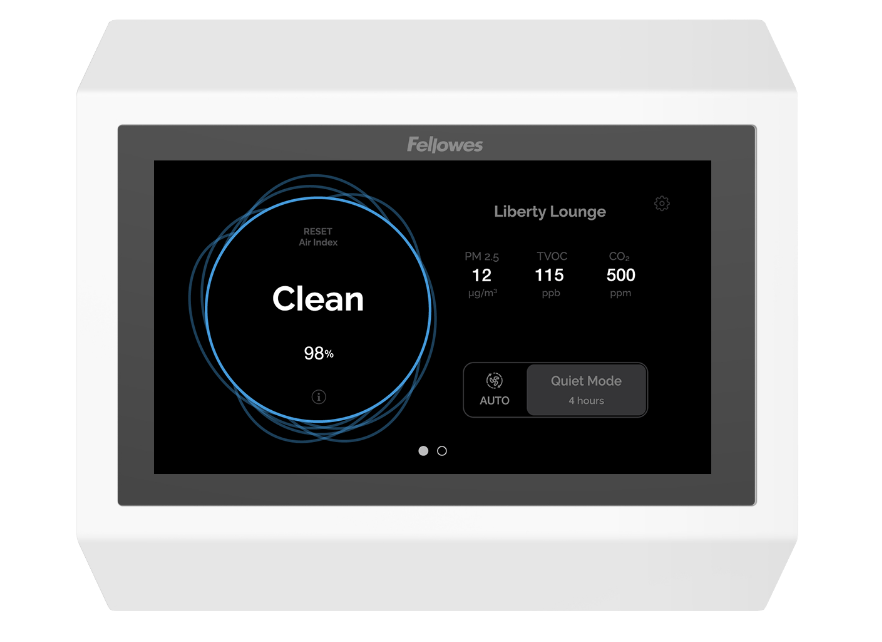 Fellowes
RESET
Air Index
Clean
98%
Liberty Lounge
PM 2.5 TVOC CO₂
12 115 500
µg/m³ ppb ppm
AUTO
Quiet Mode
4 hours